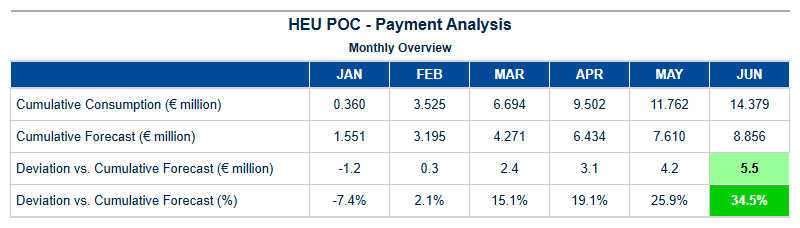 HEU POC - Payment Analysis
Monthly Overview
JAN FEB MAR APR MAY JUN
Cumulative Consumption (€ million) 0.360 3.525 6.694 9.502 11.762 14.379
Cumulative Forecast (€ million) 1.551 3.195 4.271 6.434 7.610 8.856
Deviation vs. Cumulative Forecast (€ million) -1.2 0.3 2.4 3.1 4.2 5.5
Deviation vs. Cumulative Forecast (%) -7.4% 2.1% 15.1% 19.1% 25.9% 34.5%